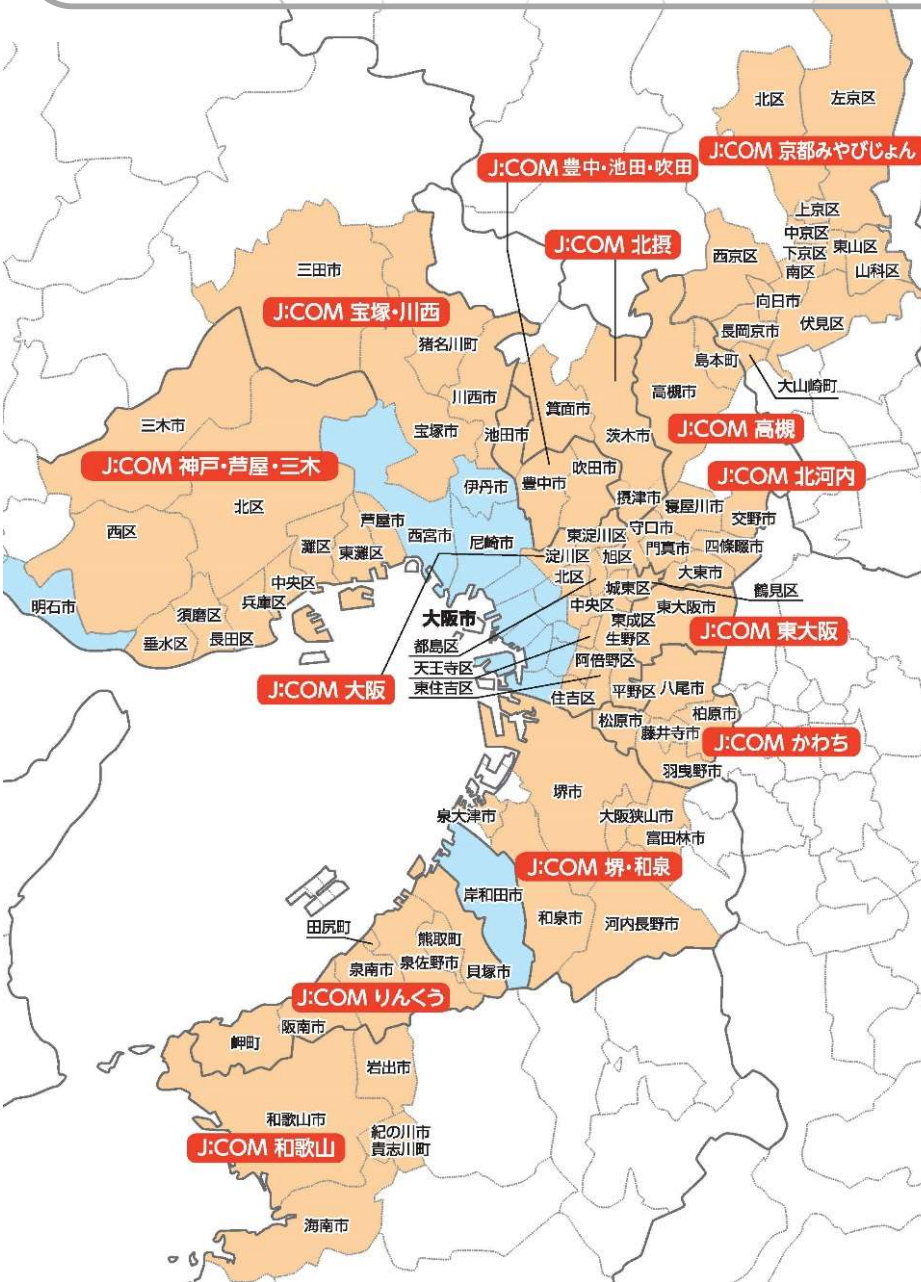 北区
左京区
J:COM 京都みやびじょん
J:COM 豊中・池田・吹田
上京区
中京区
東山区
下京区
西京区
山科区
南区
J:COM 北摂
三田市
向日市
伏見区
J:COM 宝塚・川西
長岡京市
猪名川町
島本町
大山崎町
高槻市
川西市
箕面市
三木市
宝塚市
池田市
茨木市
J:COM 高槻
J:COM 神戸・芦屋・三木
吹田市
J:COM 北河内
豊中市
伊丹市
摂津市
寝屋川市
北区
交野市
芦屋市
守口市
西区
西宮市
尼崎市
東淀川区
門真市
四條畷市
灘区
東灘区
淀川区
旭区
大東市
中央区
北区
城東区
鶴見区
明石市
兵庫区
中央区
東大阪市
須磨区
大阪市
東成区
垂水区
長田区
都島区
生野区
J:COM 東大阪
天王寺区
阿倍野区
J:COM 大阪
東住吉区
平野区
八尾市
住吉区
松原市
柏原市
藤井寺市
J:COM かわち
羽曳野市
堺市
泉大津市
大阪狭山市
富田林市
J:COM 堺・和泉
岸和田市
和泉市
河内長野市
田尻町
熊取町
泉南市
泉佐野市
貝塚市
J:COM りんくう
阪南市
岬町
岩出市
和歌山市
紀の川市
貴志川町
J:COM 和歌山
海南市